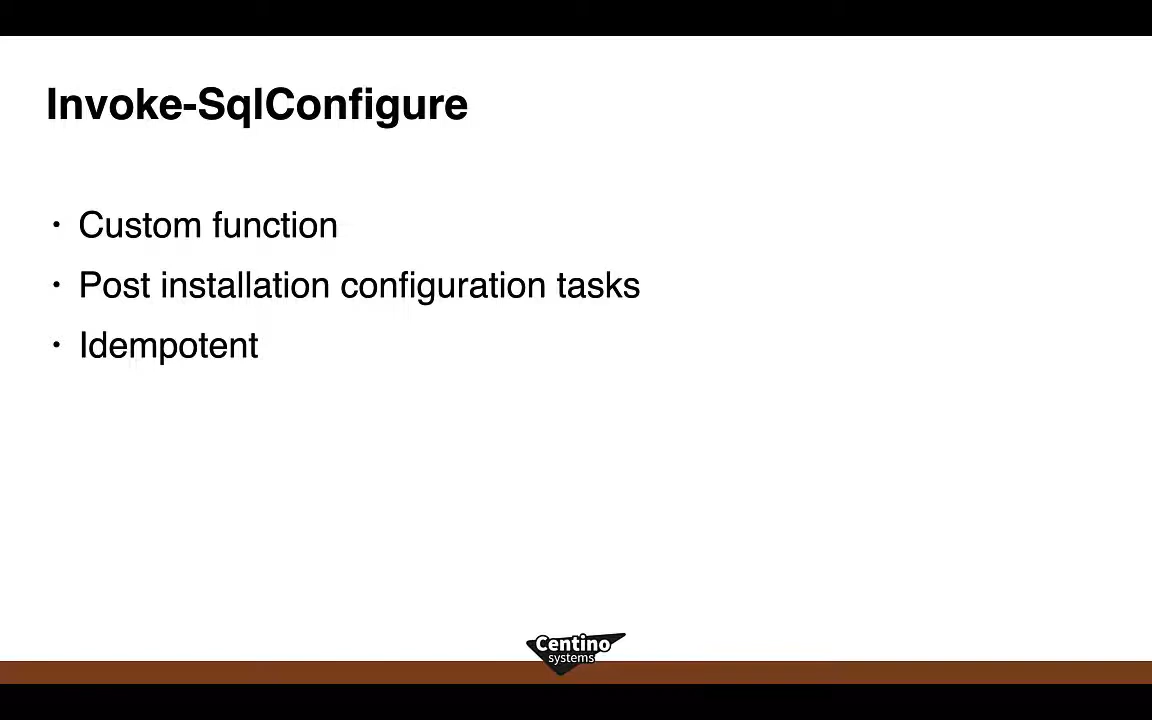 Invoke-SqlConfigure
• Custom function
• Post installation configuration tasks
• Idempotent
Centino
systems